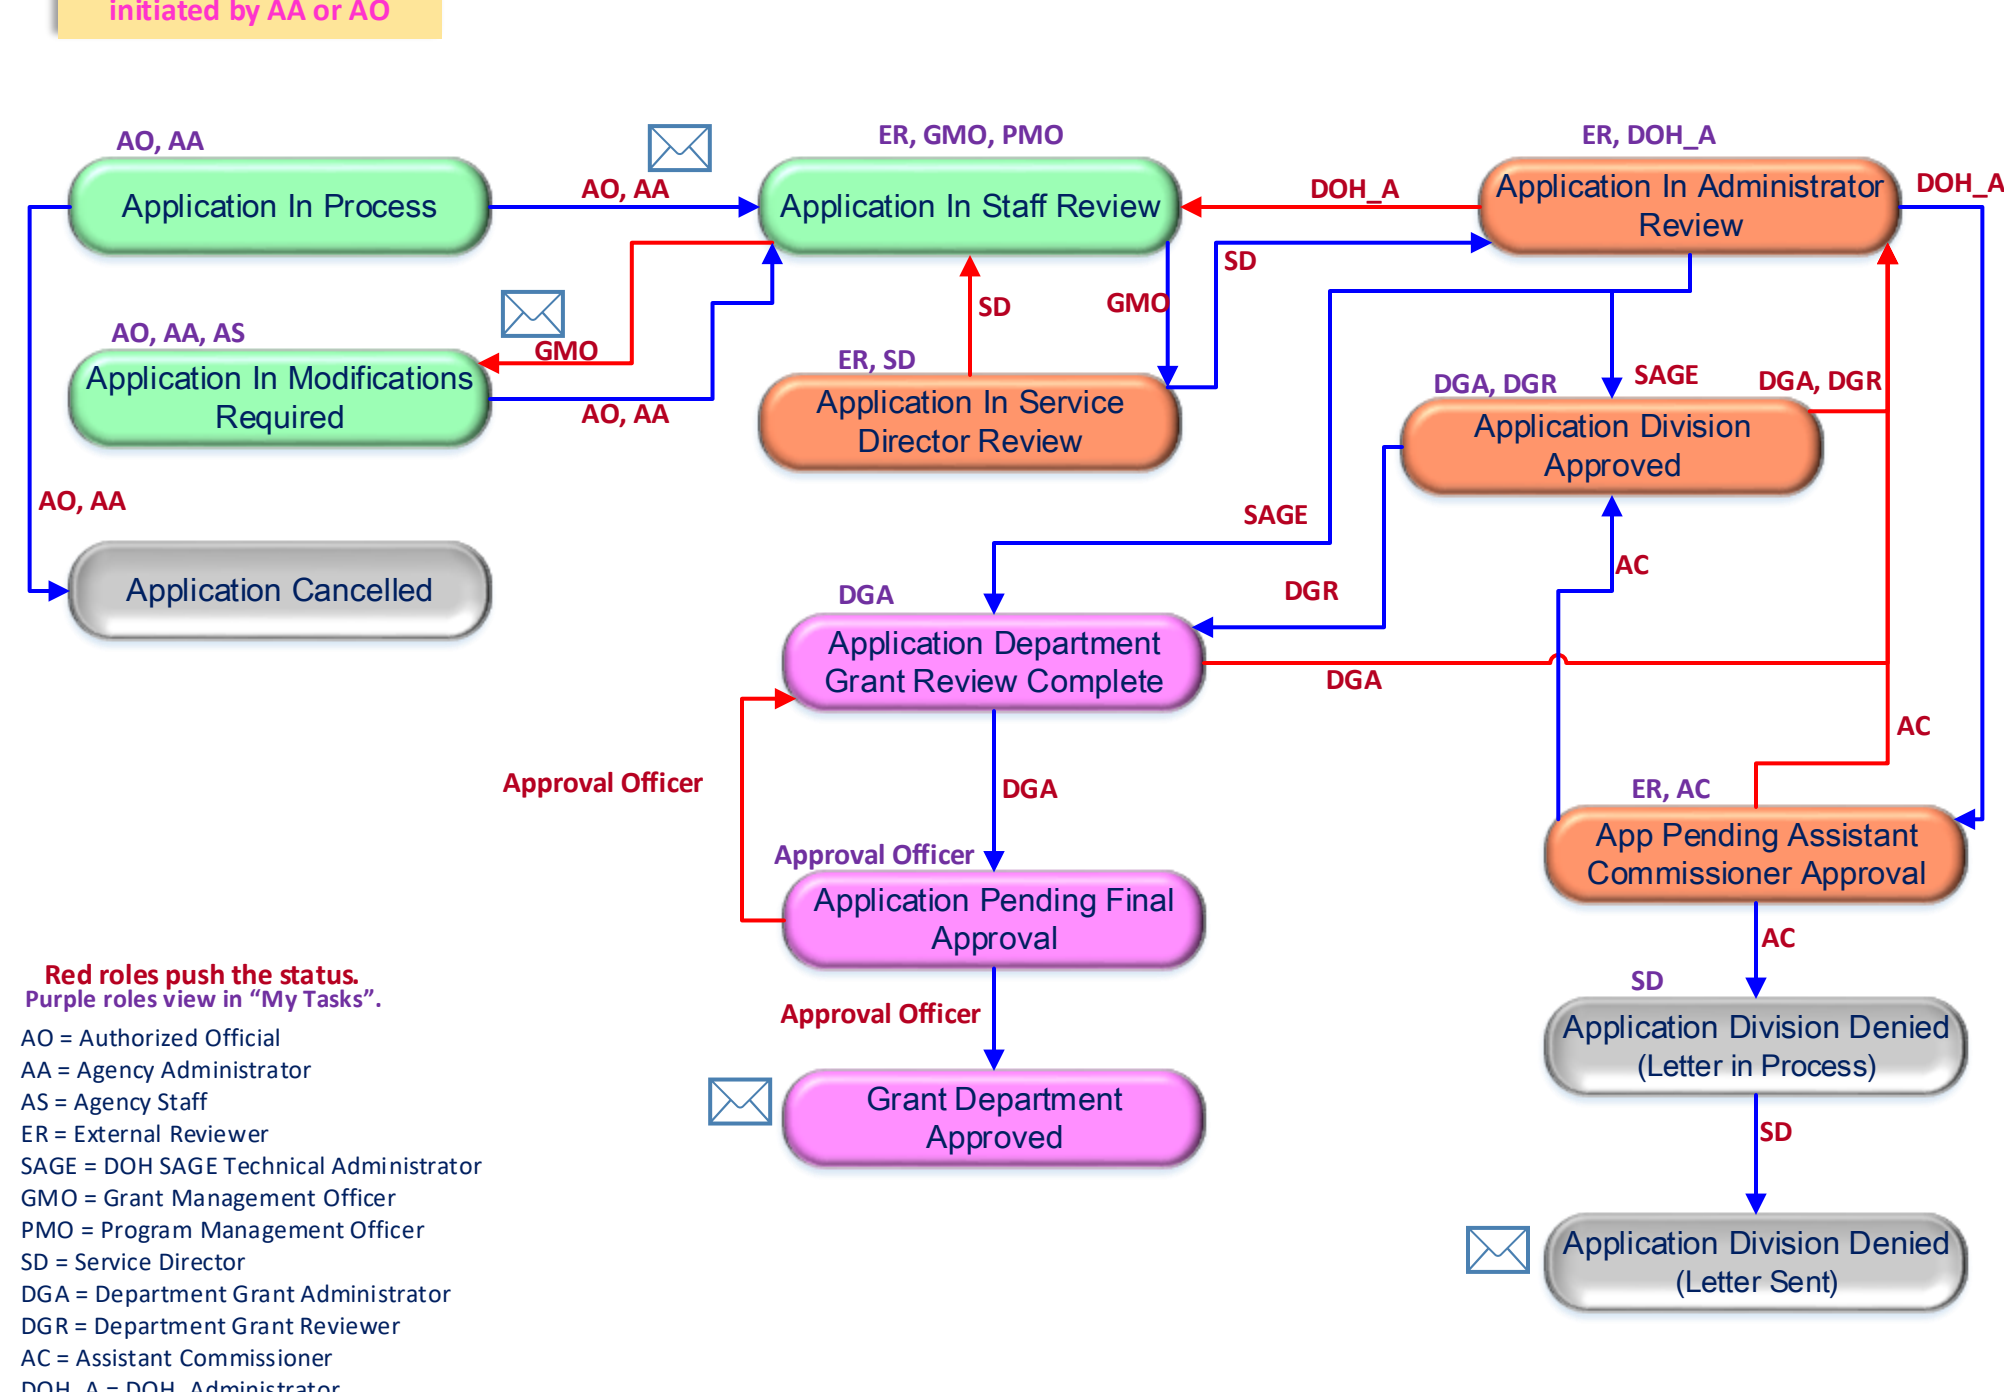 initiated by AA or AO
AO, AA
Application In Process
AO, AA
ER, GMO, PMO
Application In Staff Review
DOH_A
ER, DOH_A
Application In Administrator
Review
DOH_A
AO, AA, AS
Application In Modifications
Required
GMO
AO, AA
SD
GMO
SD
ER, SD
Application In Service
Director Review
DGA, DGR
SAGE
DGA, DGR
Application Division
Approved
AO, AA
Application Cancelled
SAGE
AC
DGR
DGA
Application Department
Grant Review Complete
DGA
AC
Approval Officer
DGA
ER, AC
App Pending Assistant
Commissioner Approval
Approval Officer
Application Pending Final
Approval
AC
SD
Application Division Denied
(Letter in Process)
Approval Officer
Grant Department
Approved
SD
Application Division Denied
(Letter Sent)
Red roles push the status.
Purple roles view in “My Tasks”.
AO = Authorized Official
AA = Agency Administrator
AS = Agency Staff
ER = External Reviewer
SAGE = DOH SAGE Technical Administrator
GMO = Grant Management Officer
PMO = Program Management Officer
SD = Service Director
DGA = Department Grant Administrator
DGR = Department Grant Reviewer
AC = Assistant Commissioner
DOH_A = DOH_Administrator